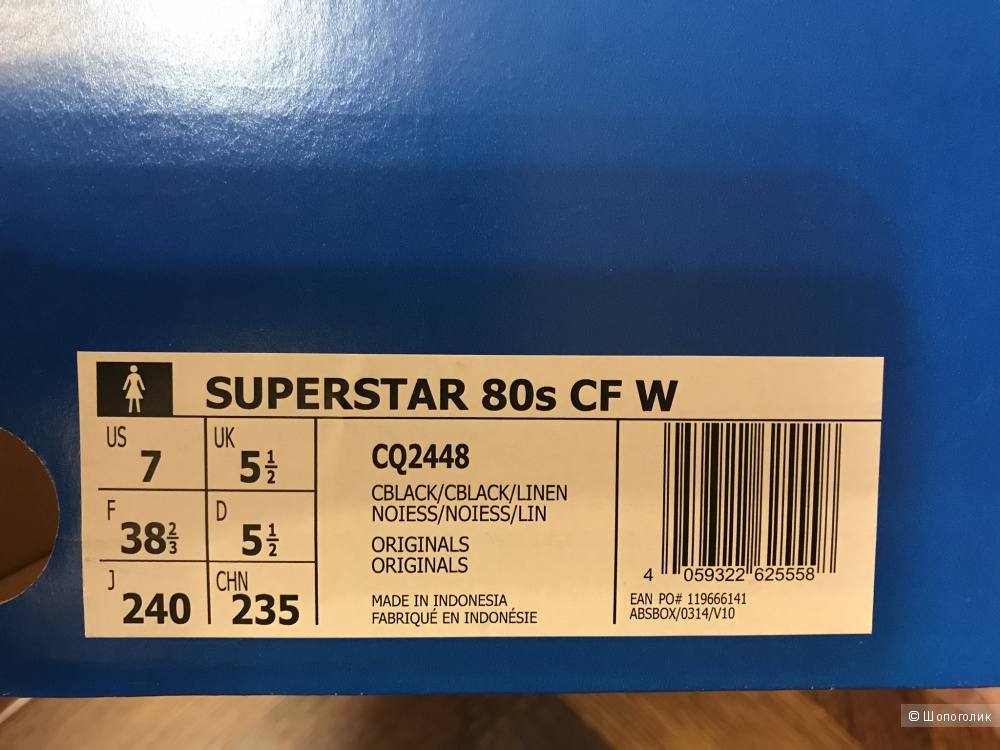 SUPERSTAR 80s CF W
US 7
UK 5½
F 38⅔
D 5½
J 240
CHN 235
CQ2448
CBLACK/CBLACK/LINEN
NOIESS/NOIESS/LIN
ORIGINALS
ORIGINALS
MADE IN INDONESIA
FABRIQUÉ EN INDONÉSIE
4 059322 625558
EAN PO# 119666141
ABSBOX/0314/V10
© Шопоголик